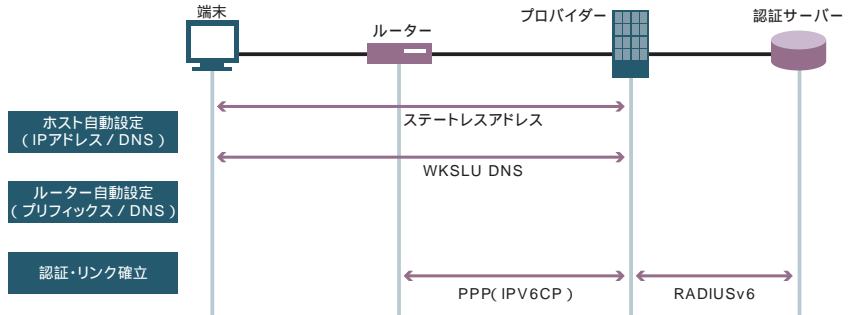 端末
ルーター
プロバイダー
認証サーバー
ホスト自動設定
(IPアドレス/DNS)
ステートレスアドレス
WKSLU DNS
ルーター自動設定
(プリフィックス/DNS)
認証・リンク確立
PPP(IPV6CP)
RADIUSv6